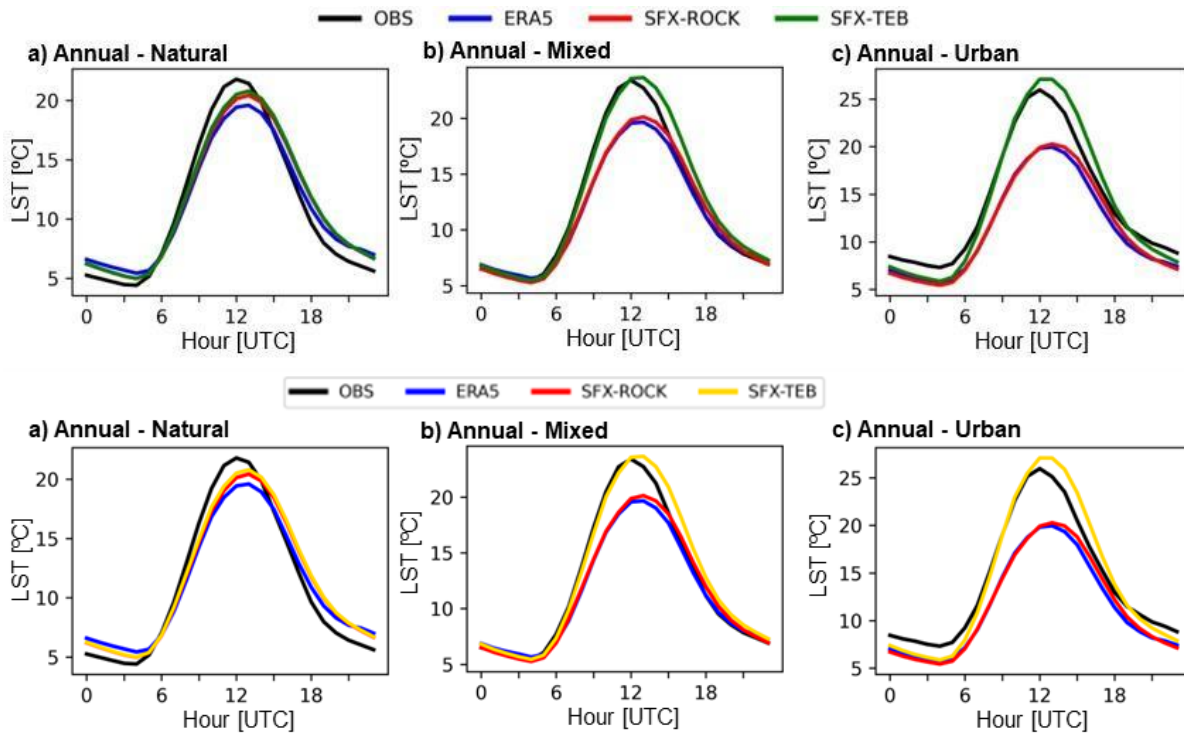 OBS ERA5 SFX-ROCK SFX-TEB
a) Annual - Natural b) Annual - Mixed c) Annual - Urban
LST [ºC] 20 15 10 5
LST [ºC] 20 15 10 5
LST [ºC] 25 20 15 10 5
0 6 12 18
0 6 12 18
0 6 12 18
Hour [UTC] Hour [UTC] Hour [UTC]
OBS ERA5 SFX-ROCK SFX-TEB
a) Annual - Natural b) Annual - Mixed c) Annual - Urban
LST [ºC] 20 15 10 5
LST [ºC] 20 15 10 5
LST [ºC] 25 20 15 10 5
0 6 12 18
0 6 12 18
0 6 12 18
Hour [UTC] Hour [UTC] Hour [UTC]